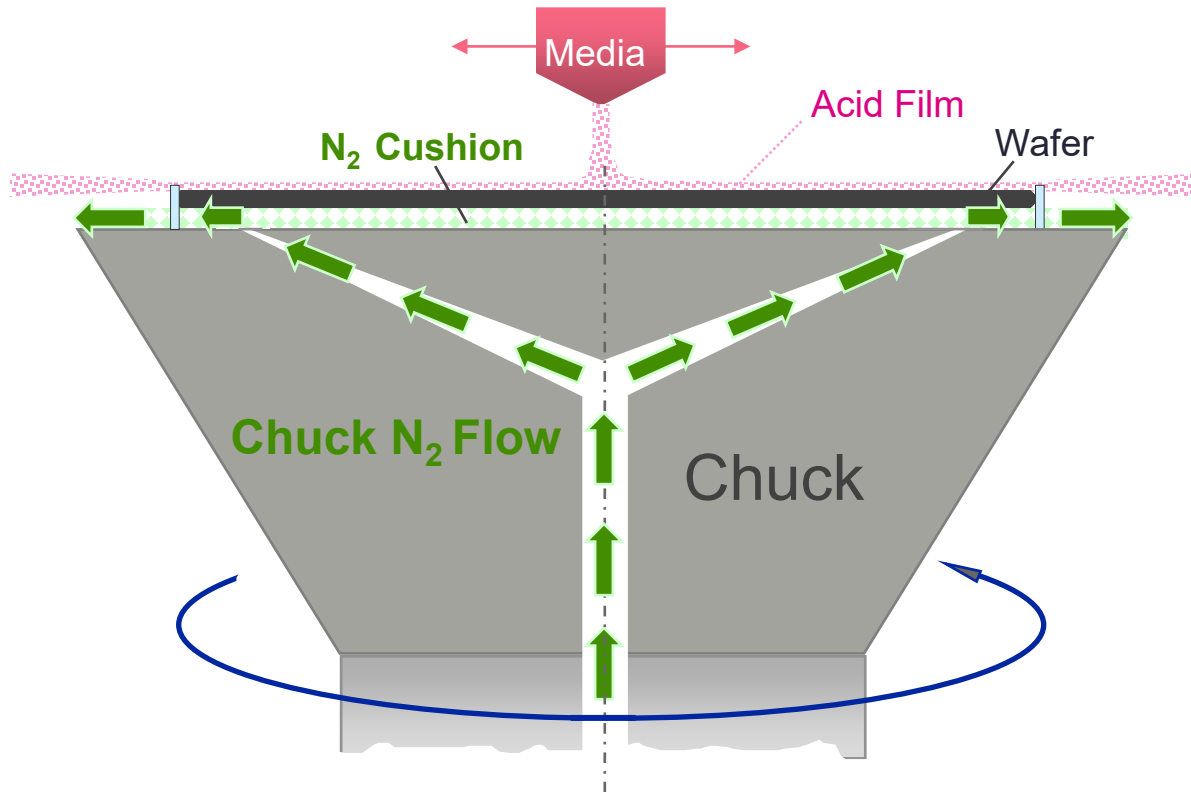 Media
Acid Film
N₂ Cushion
Wafer
Chuck N₂ Flow
Chuck